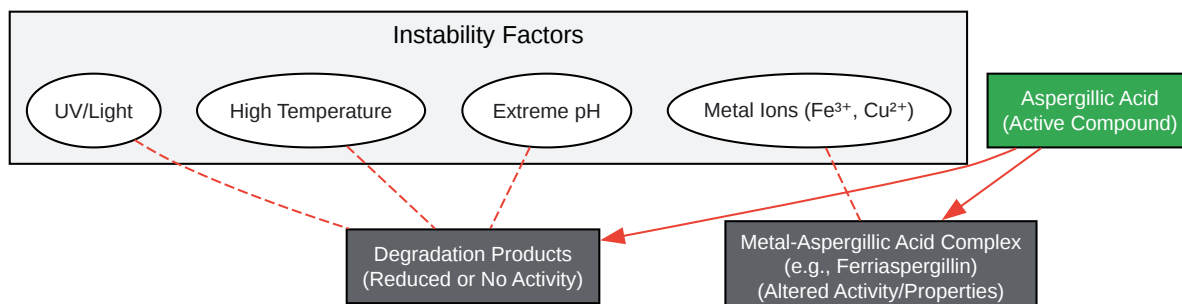 Instability Factors
UV/Light
High Temperature
Extreme pH
Metal Ions (Fe³⁺, Cu²⁺)
Aspergillic Acid
(Active Compound)
Degradation Products
(Reduced or No Activity)
Metal-Aspergillic Acid Complex
(e.g., Ferriaspergillin)
(Altered Activity/Properties)